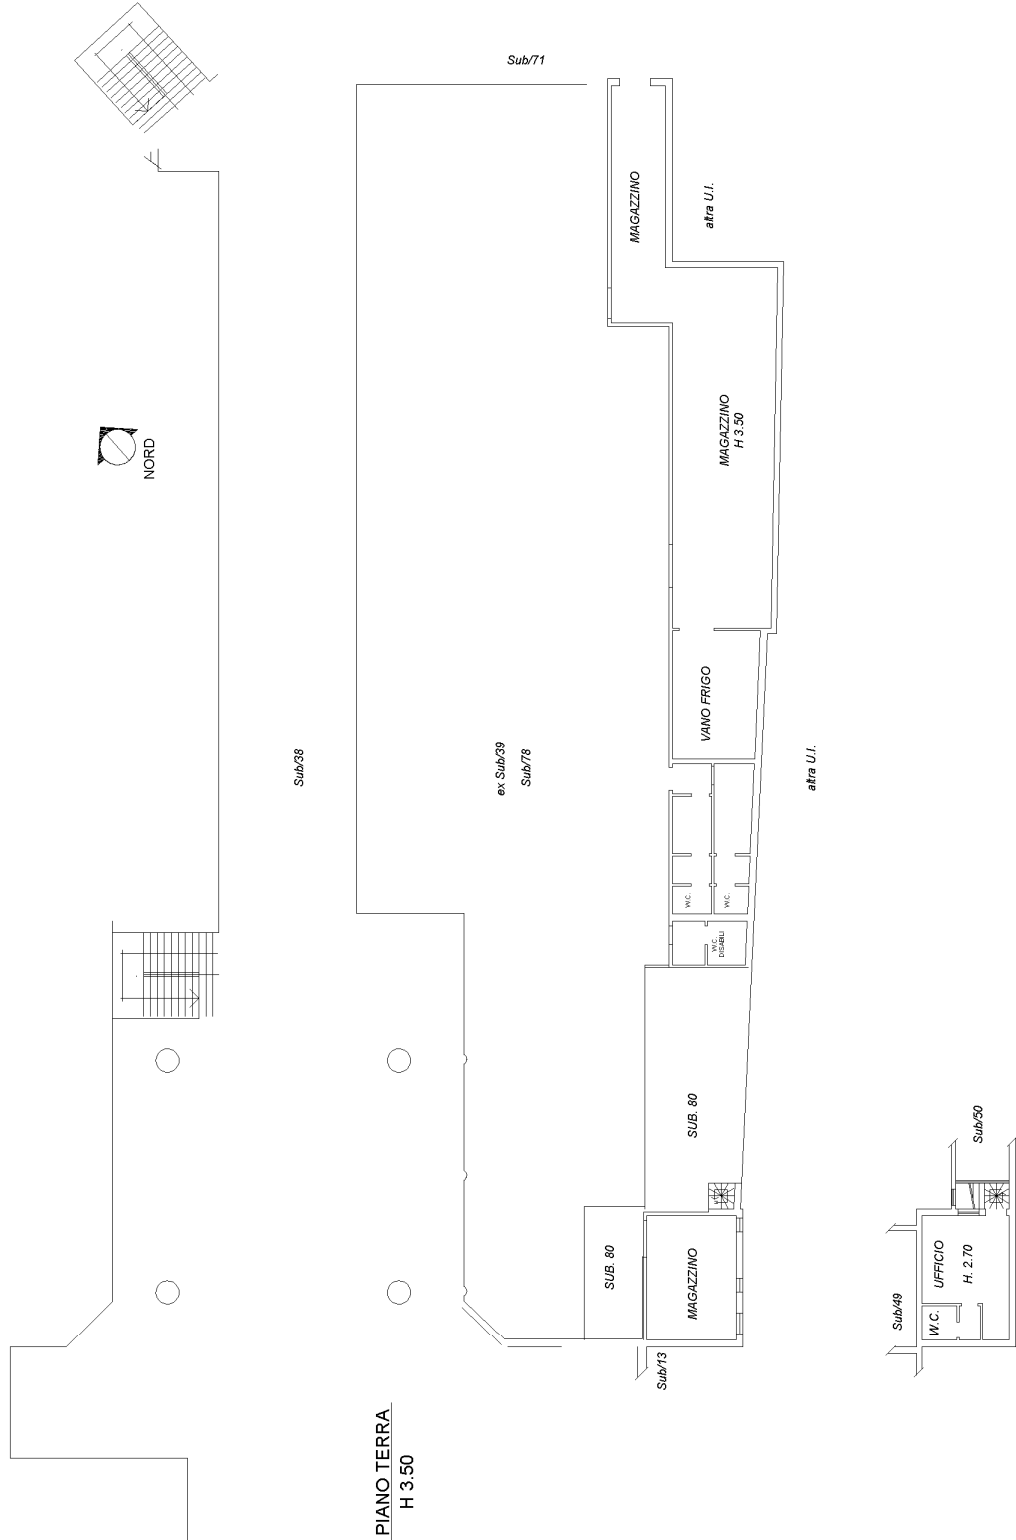 Sub/71
MAGAZZINO
altra U.I.
MAGAZZINO
H 3.50
NORD
VANO FRIGO
Sub/38
ex Sub/39
Sub/78
altra U.I.
W.C.
W.C.
W.C.
DISABILI
SUB. 80
Sub/50
SUB. 80
MAGAZZINO
UFFICIO
H. 2.70
Sub/49
W.C.
Sub/13
PIANO TERRA
H 3.50